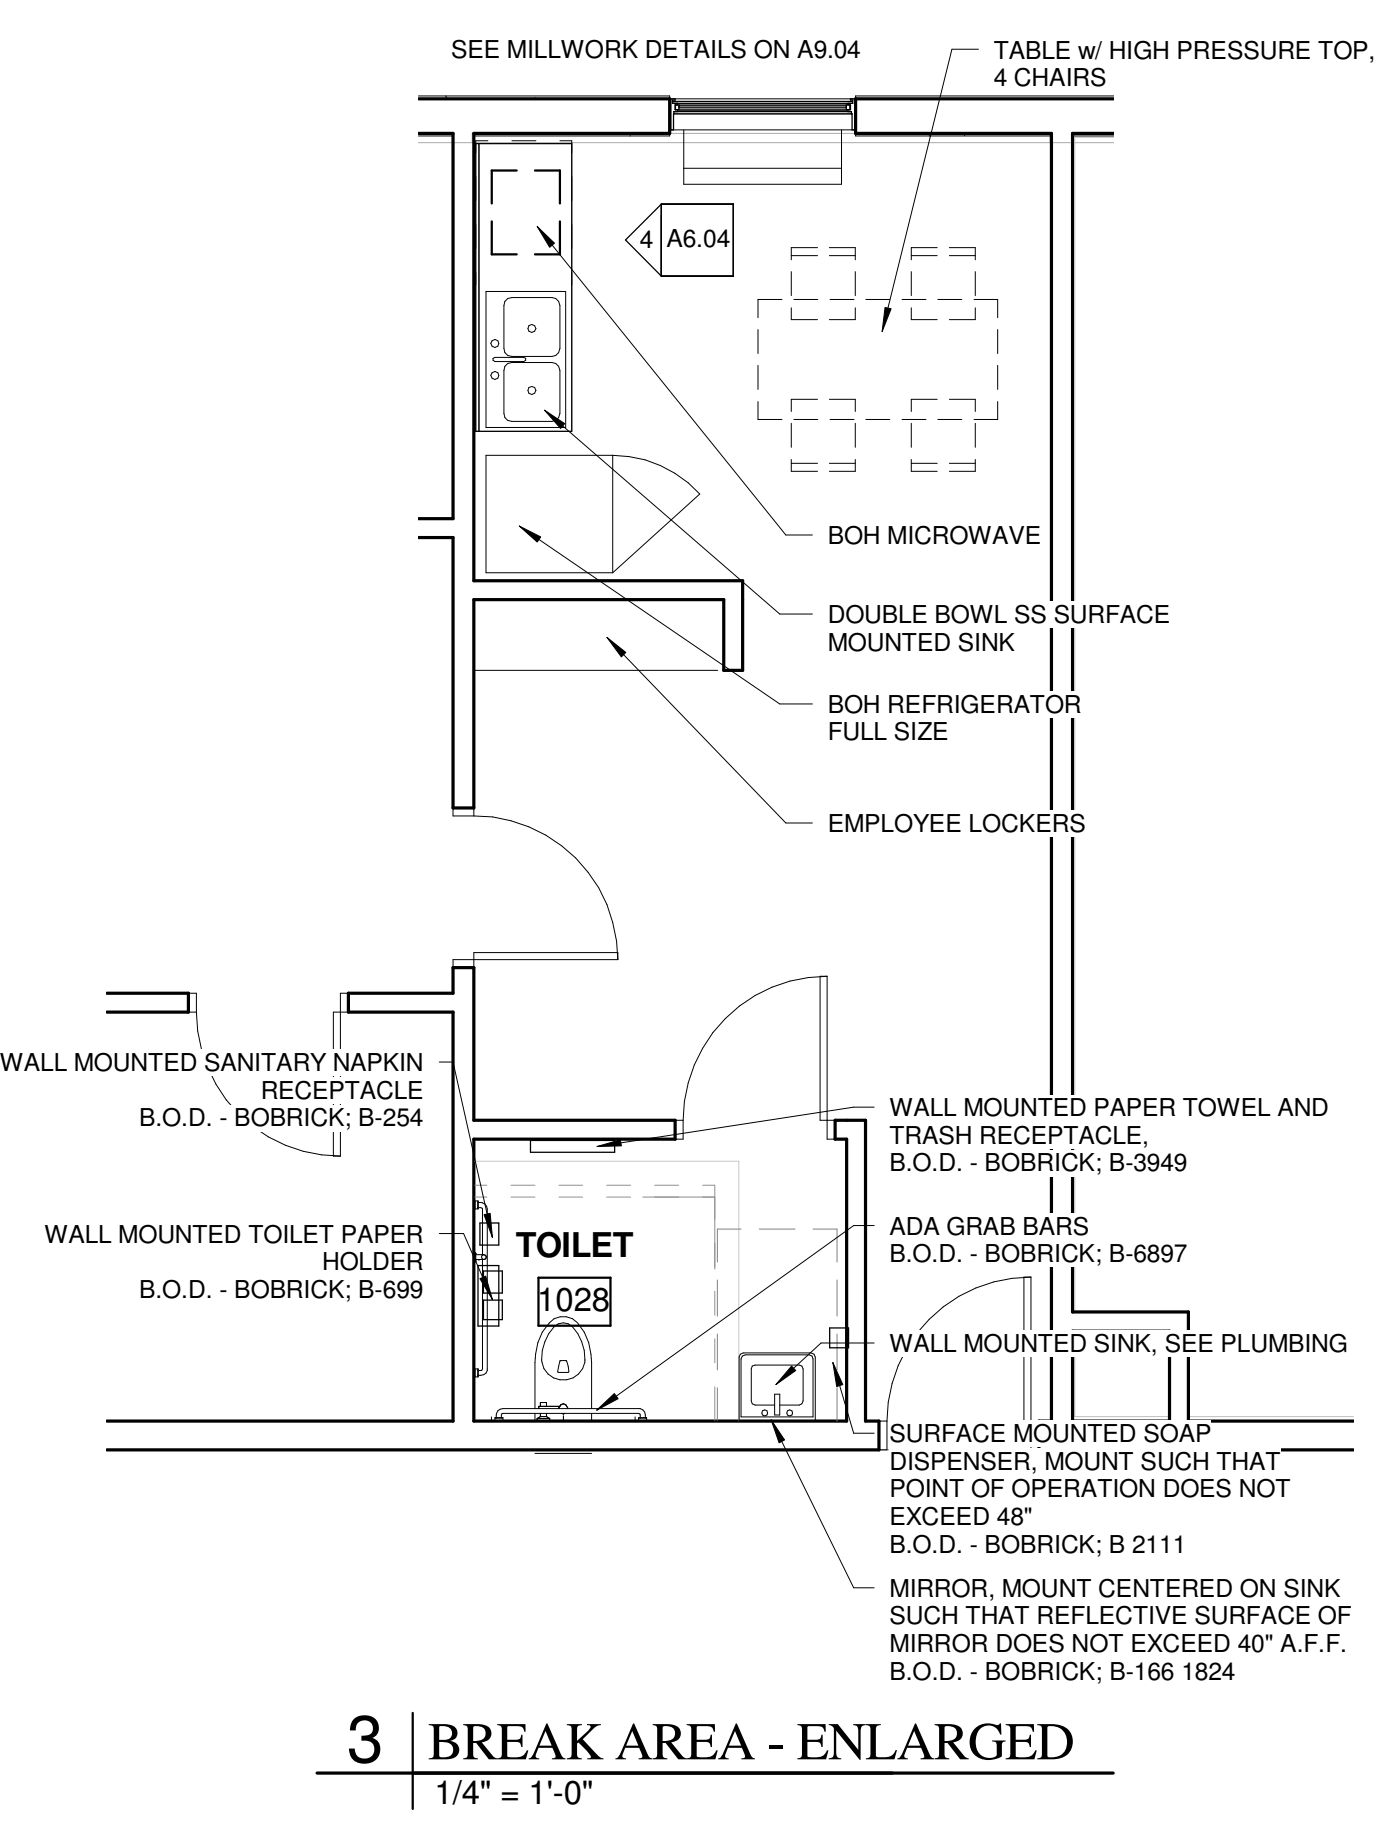 SEE MILLWORK DETAILS ON A9.04
TABLE w/ HIGH PRESSURE TOP,
4 CHAIRS
4 A6.04
BOH MICROWAVE
DOUBLE BOWL SS SURFACE
MOUNTED SINK
BOH REFRIGERATOR
FULL SIZE
EMPLOYEE LOCKERS
WALL MOUNTED SANITARY NAPKIN
RECEPTACLE
B.O.D. - BOBRICK; B-254
WALL MOUNTED PAPER TOWEL AND
TRASH RECEPTACLE,
B.O.D. - BOBRICK; B-3949
WALL MOUNTED TOILET PAPER
HOLDER
B.O.D. - BOBRICK; B-699
TOILET
1028
ADA GRAB BARS
B.O.D. - BOBRICK; B-6897
WALL MOUNTED SINK, SEE PLUMBING
SURFACE MOUNTED SOAP
DISPENSER, MOUNT SUCH THAT
POINT OF OPERATION DOES NOT
EXCEED 48"
B.O.D. - BOBRICK; B 2111
MIRROR, MOUNT CENTERED ON SINK
SUCH THAT REFLECTIVE SURFACE OF
MIRROR DOES NOT EXCEED 40" A.F.F.
B.O.D. - BOBRICK; B-166 1824
3 BREAK AREA - ENLARGED
1/4" = 1'-0"